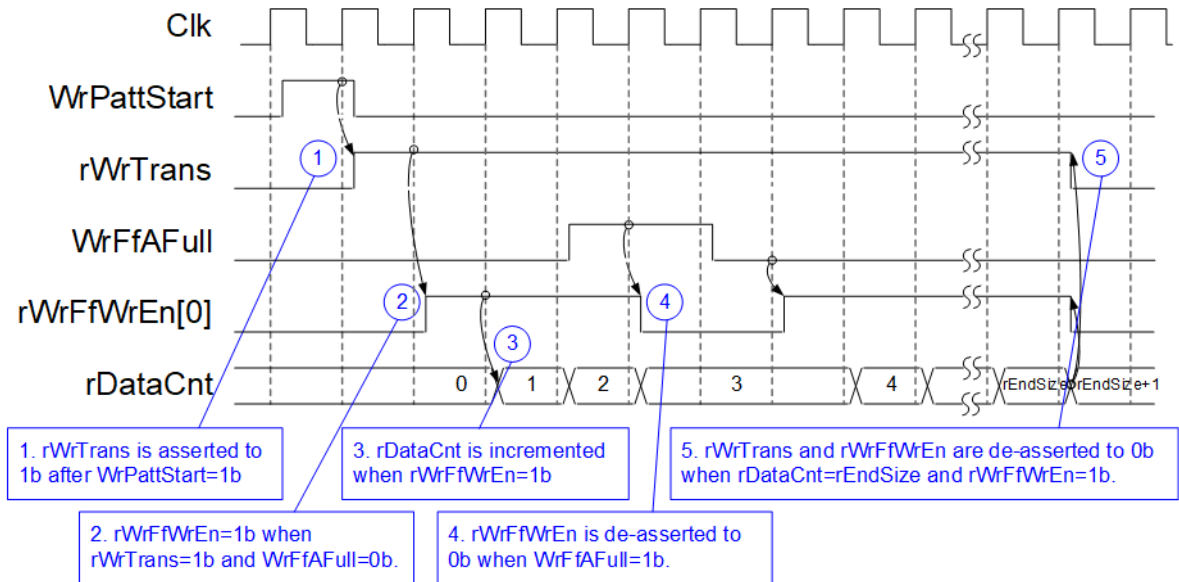 Clk
WrPattStart
rWrTrans
1
5
WrFfAFull
rWrFfWrEn[0]
2
4
3
rDataCnt
0
1
2
3
4
rEndSize
rEndSize+1
1. rWrTrans is asserted to
1b after WrPattStart=1b
3. rDataCnt is incremented
when rWrFfWrEn=1b
5. rWrTrans and rWrFfWrEn are de-asserted to 0b
when rDataCnt=rEndSize and rWrFfWrEn=1b.
2. rWrFfWrEn=1b when
rWrTrans=1b and WrFfAFull=0b.
4. rWrFfWrEn is de-asserted to
0b when WrFfAFull=1b.